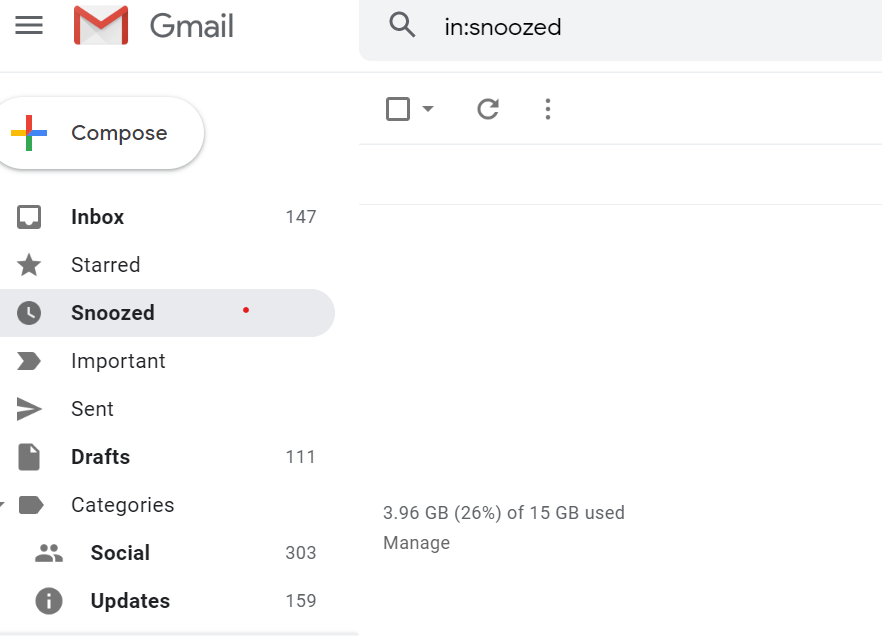 Gmail
in:snoozed
Compose
Inbox 147
Starred
Snoozed
Important
Sent
Drafts 111
Categories
Social 303
Updates 159
3.96 GB (26%) of 15 GB used
Manage